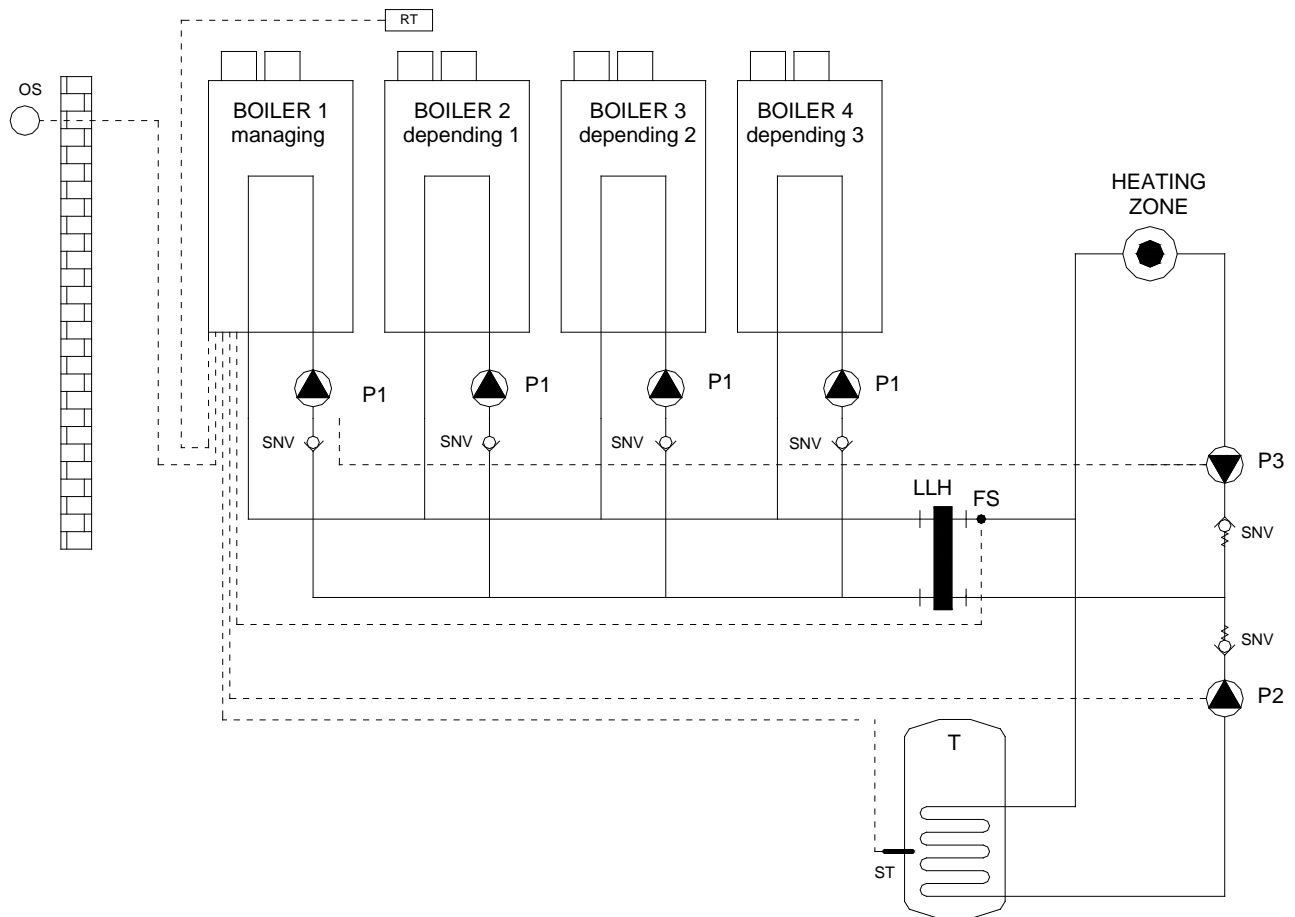 RT
OS
BOILER 1
managing
BOILER 2
depending 1
BOILER 3
depending 2
BOILER 4
depending 3
HEATING
ZONE
P1
P1
P1
P1
SNV
SNV
SNV
SNV
P3
LLH
FS
SNV
SNV
P2
T
ST